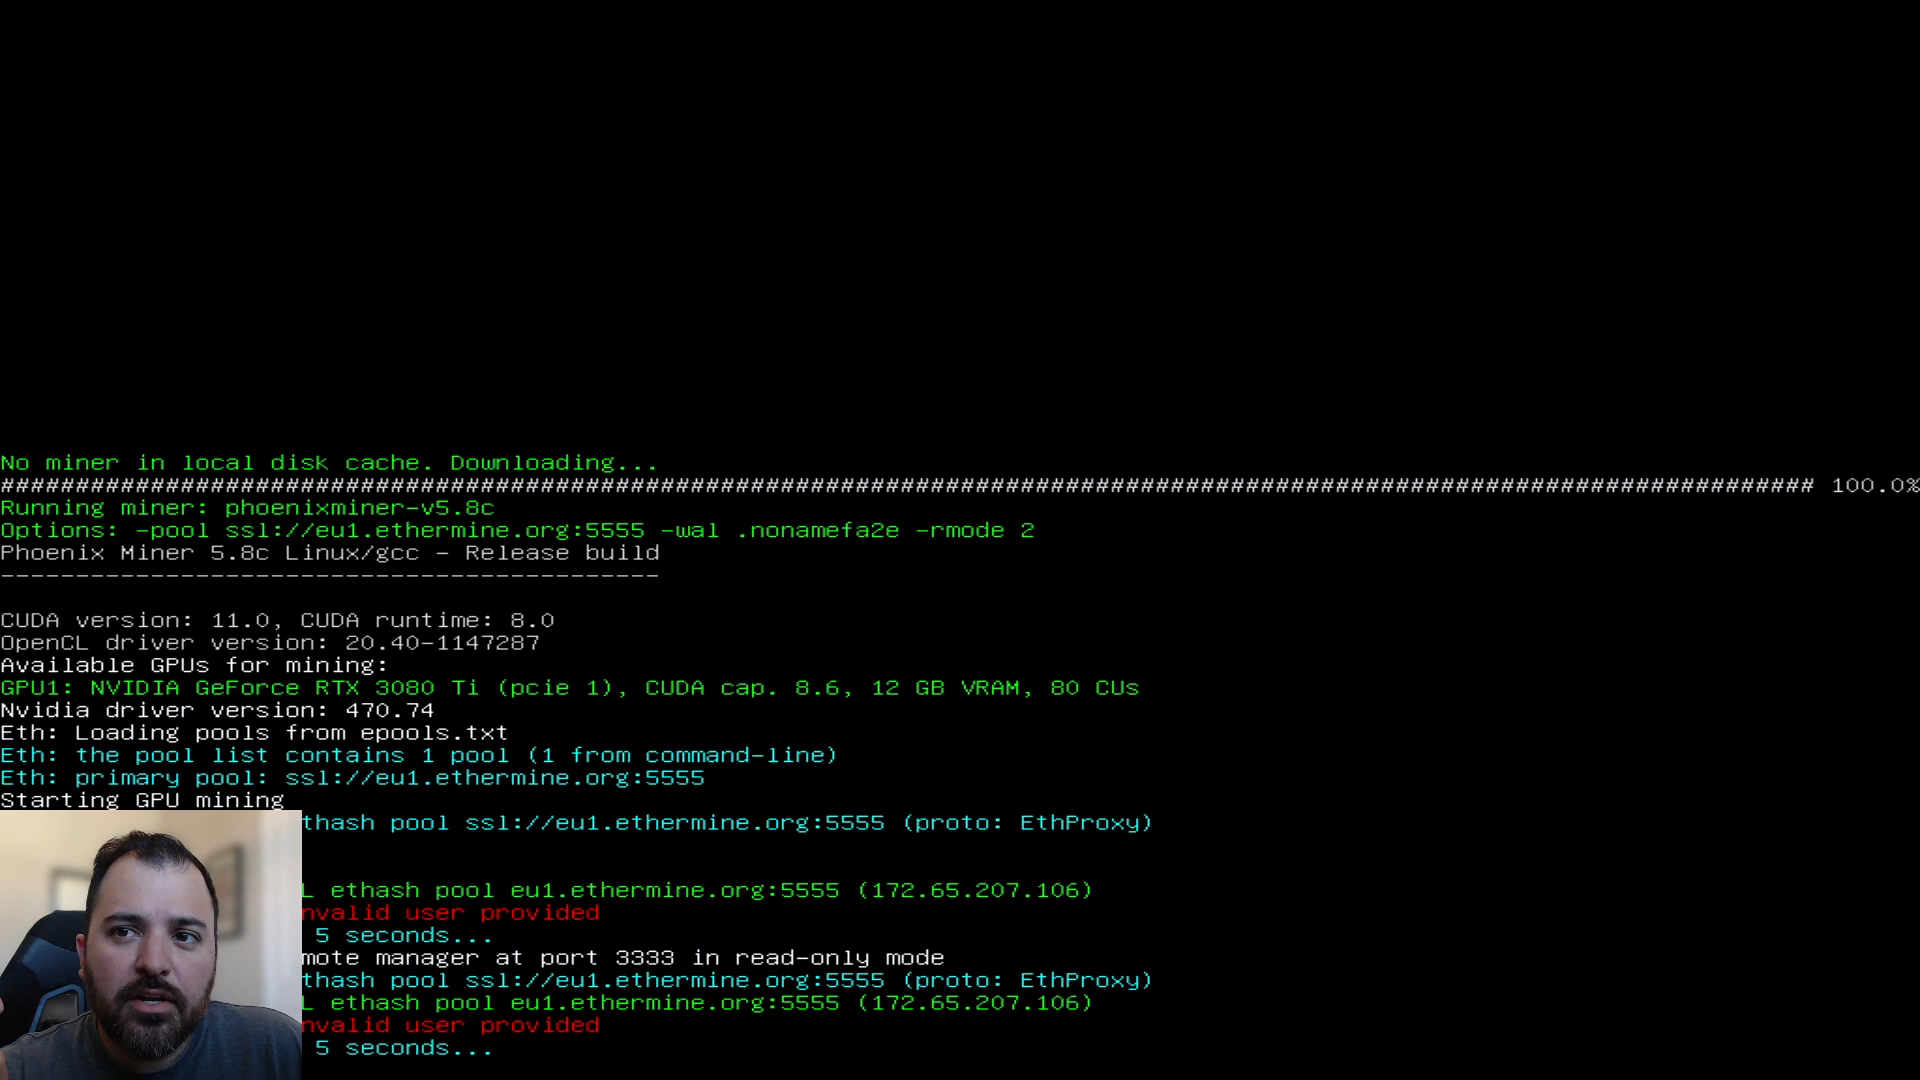 No miner in local disk cache. Downloading...
######################################################################################################################### 100.0%
Running miner: phoenixminer-v5.8c
Options: -pool ssl://eu1.ethermine.org:5555 -wal .nonamefa2e -rmode 2
Phoenix Miner 5.8c Linux/gcc - Release build
--------------------------------------------
CUDA version: 11.0, CUDA runtime: 8.0
OpenCL driver version: 20.40-1147287
Available GPUs for mining:
GPU1: NVIDIA GeForce RTX 3080 Ti (pcie 1), CUDA cap. 8.6, 12 GB VRAM, 80 CUs
Nvidia driver version: 470.74
Eth: Loading pools from epools.txt
Eth: the pool list contains 1 pool (1 from command-line)
Eth: primary pool: ssl://eu1.ethermine.org:5555
Starting GPU mining
thash pool ssl://eu1.ethermine.org:5555 (proto: EthProxy)
L ethash pool eu1.ethermine.org:5555 (172.65.207.106)
nvalid user provided
5 seconds...
mote manager at port 3333 in read-only mode
thash pool ssl://eu1.ethermine.org:5555 (proto: EthProxy)
L ethash pool eu1.ethermine.org:5555 (172.65.207.106)
nvalid user provided
5 seconds...